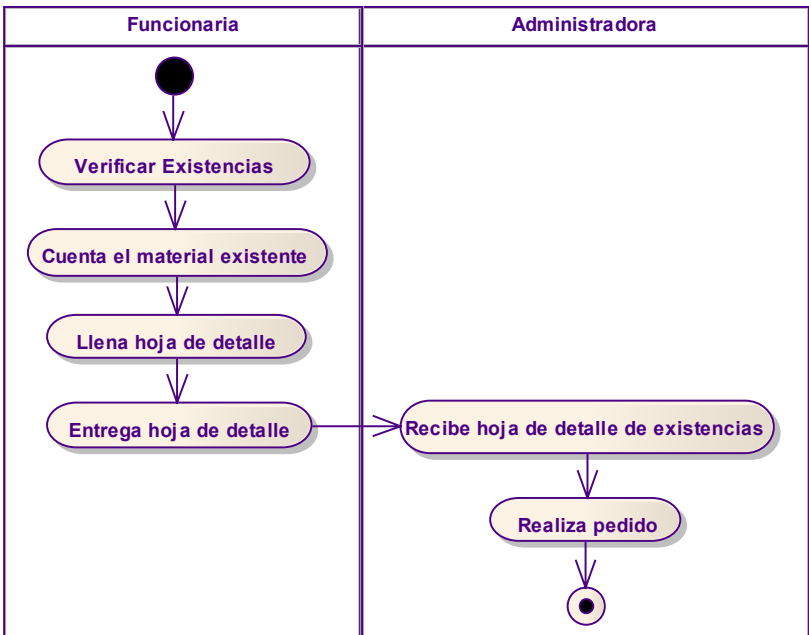 Funcionaria
Administradora
Verificar Existencias
Cuenta el material existente
Llena hoja de detalle
Entrega hoja de detalle
Recibe hoja de detalle de existencias
Realiza pedido